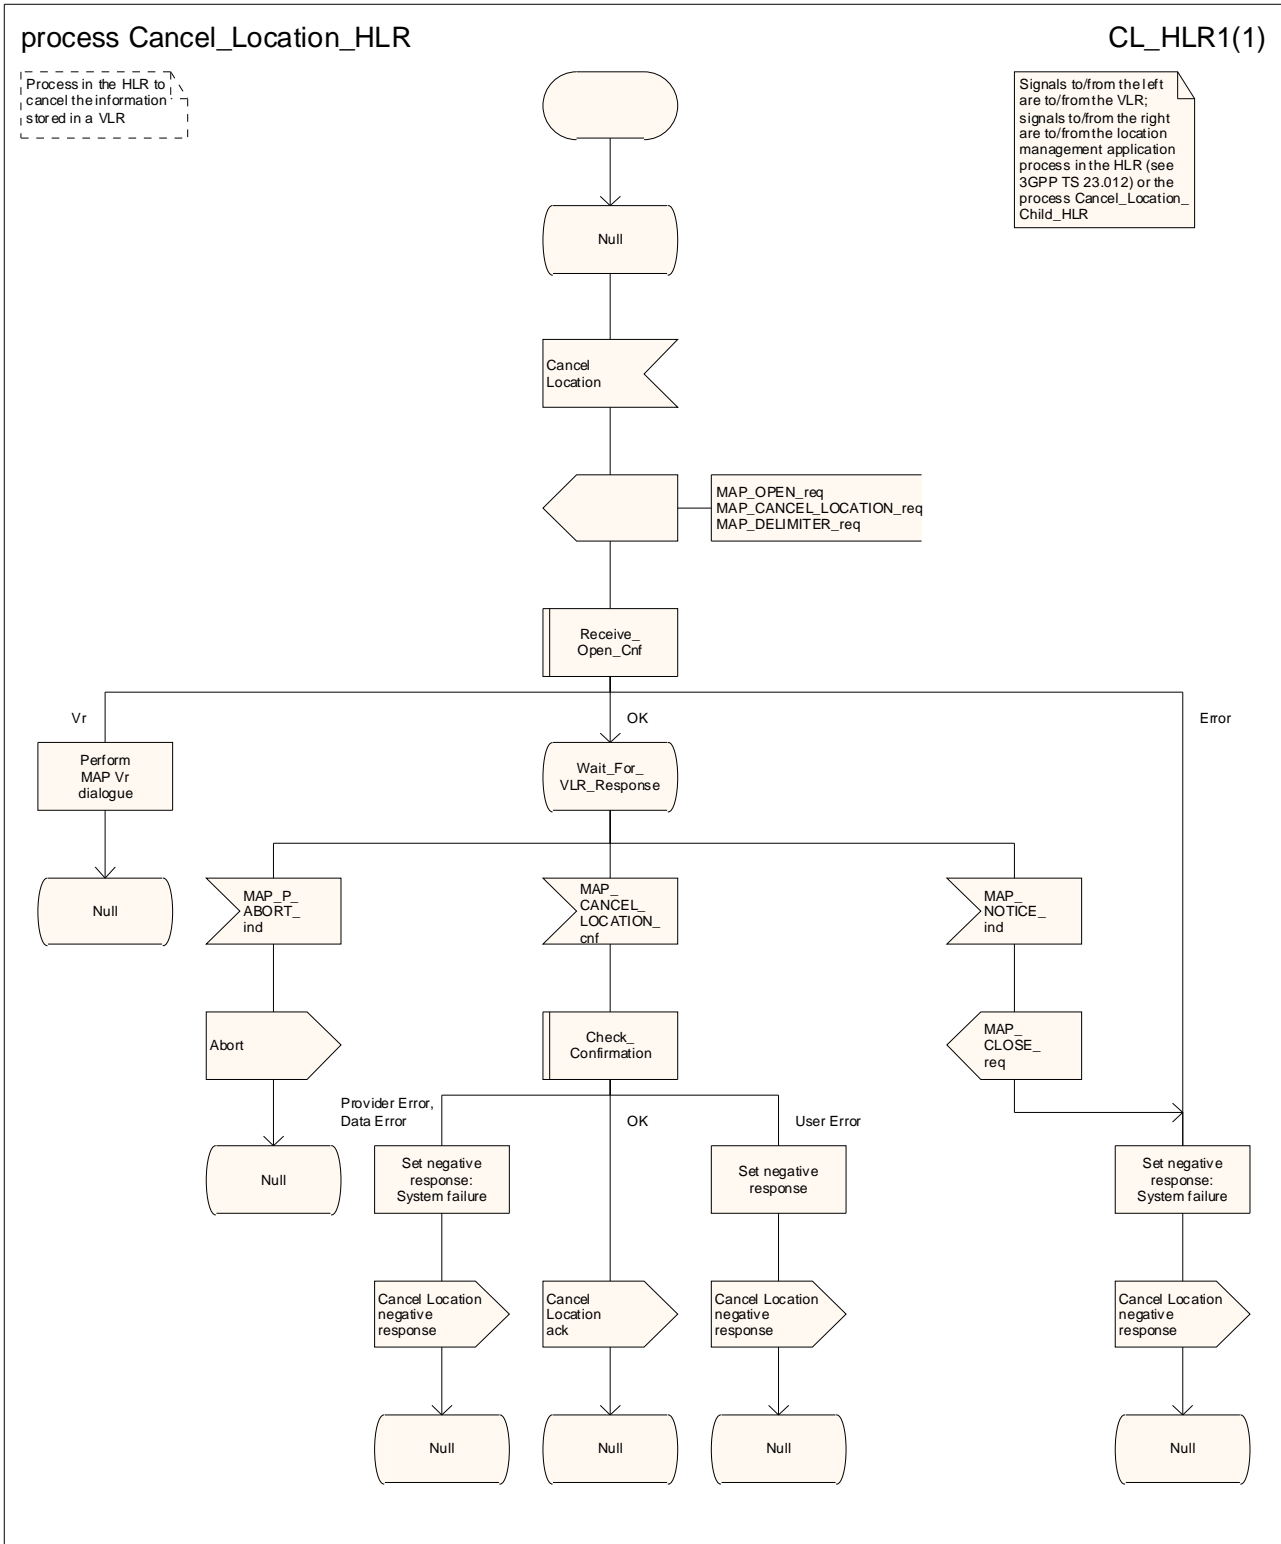 process Cancel_Location_HLR
CL_HLR1(1)
Process in the HLR to
cancel the information
stored in a VLR
Signals to/from the left
are to/from the VLR;
signals to/from the right
are to/from the location
management application
process in the HLR (see
3GPP TS 23.012) or the
process Cancel_Location_
Child_HLR
Null
Cancel
Location
MAP_OPEN_req
MAP_CANCEL_LOCATION_req
MAP_DELIMITER_req
Receive_
Open_Cnf
Vr
OK
Error
Perform
MAP Vr
dialogue
Wait_For_
VLR_Response
Null
MAP_P_
ABORT_
ind
MAP_
CANCEL_
LOCATION_
cnf
MAP_
NOTICE_
ind
Abort
Check_
Confirmation
MAP_
CLOSE_
req
Provider Error,
Data Error
OK
User Error
Null
Set negative
response:
System failure
Set negative
response
Set negative
response:
System failure
Cancel Location
negative
response
Cancel
Location
ack
Cancel Location
negative
response
Cancel Location
negative
response
Null
Null
Null
Null